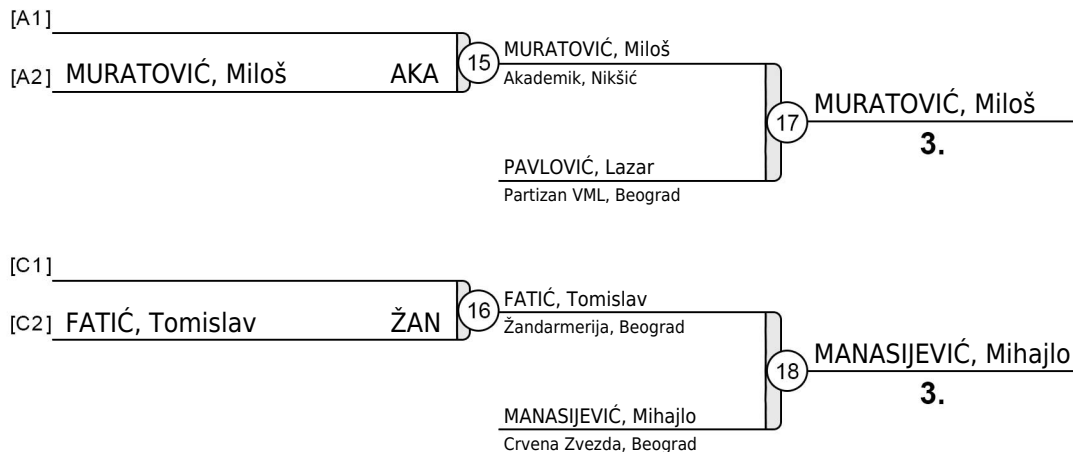 [A1]
[A2] MURATOVIĆ, Miloš AKA
15
MURATOVIĆ, Miloš
Akademik, Nikšić
17
MURATOVIĆ, Miloš
3.
PAVLOVIĆ, Lazar
Partizan VML, Beograd
[C1]
[C2] FATIĆ, Tomislav ŽAN
16
FATIĆ, Tomislav
Žandarmerija, Beograd
18
MANASIJEVIĆ, Mihajlo
3.
MANASIJEVIĆ, Mihajlo
Crvena Zvezda, Beograd